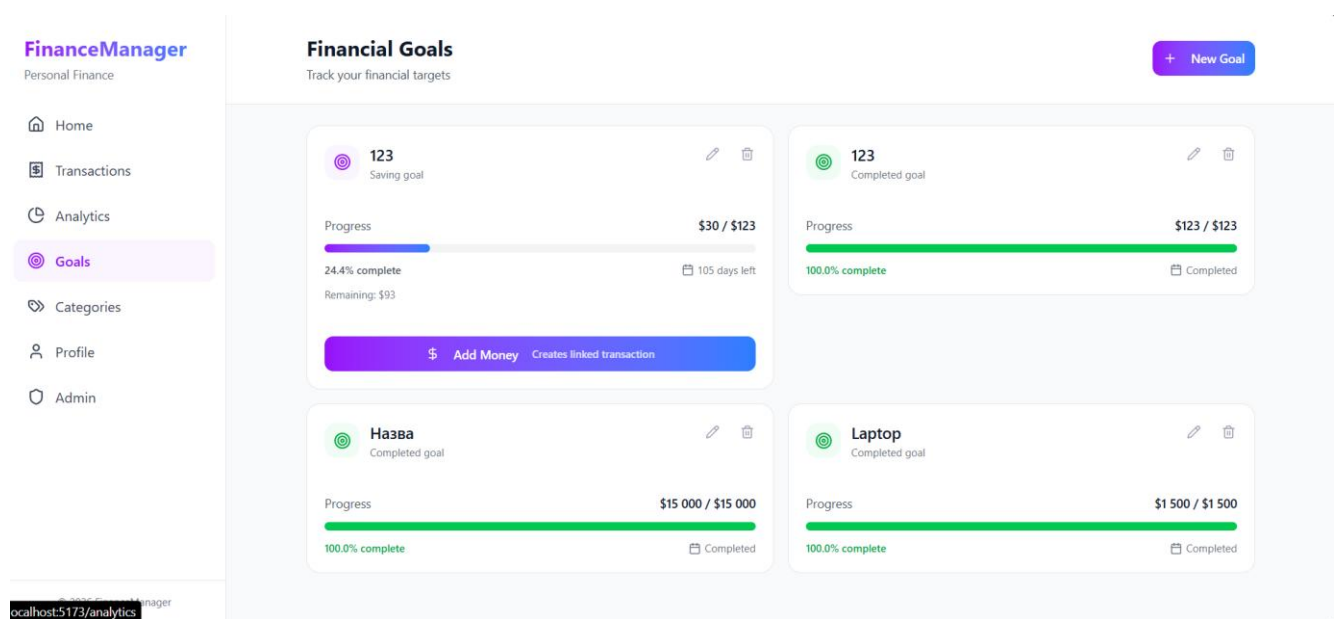 FinanceManager
Personal Finance
Home
Transactions
Analytics
Goals
Categories
Profile
Admin
Financial Goals
Track your financial targets
+ New Goal
123
Saving goal
Progress $30 / $123
24.4% complete 105 days left
Remaining: $93
$ Add Money Creates linked transaction
123
Completed goal
Progress $123 / $123
100.0% complete Completed
Назва
Completed goal
Progress $15 000 / $15 000
100.0% complete Completed
Laptop
Completed goal
Progress $1 500 / $1 500
100.0% complete Completed
ocalhost:5173/analytics